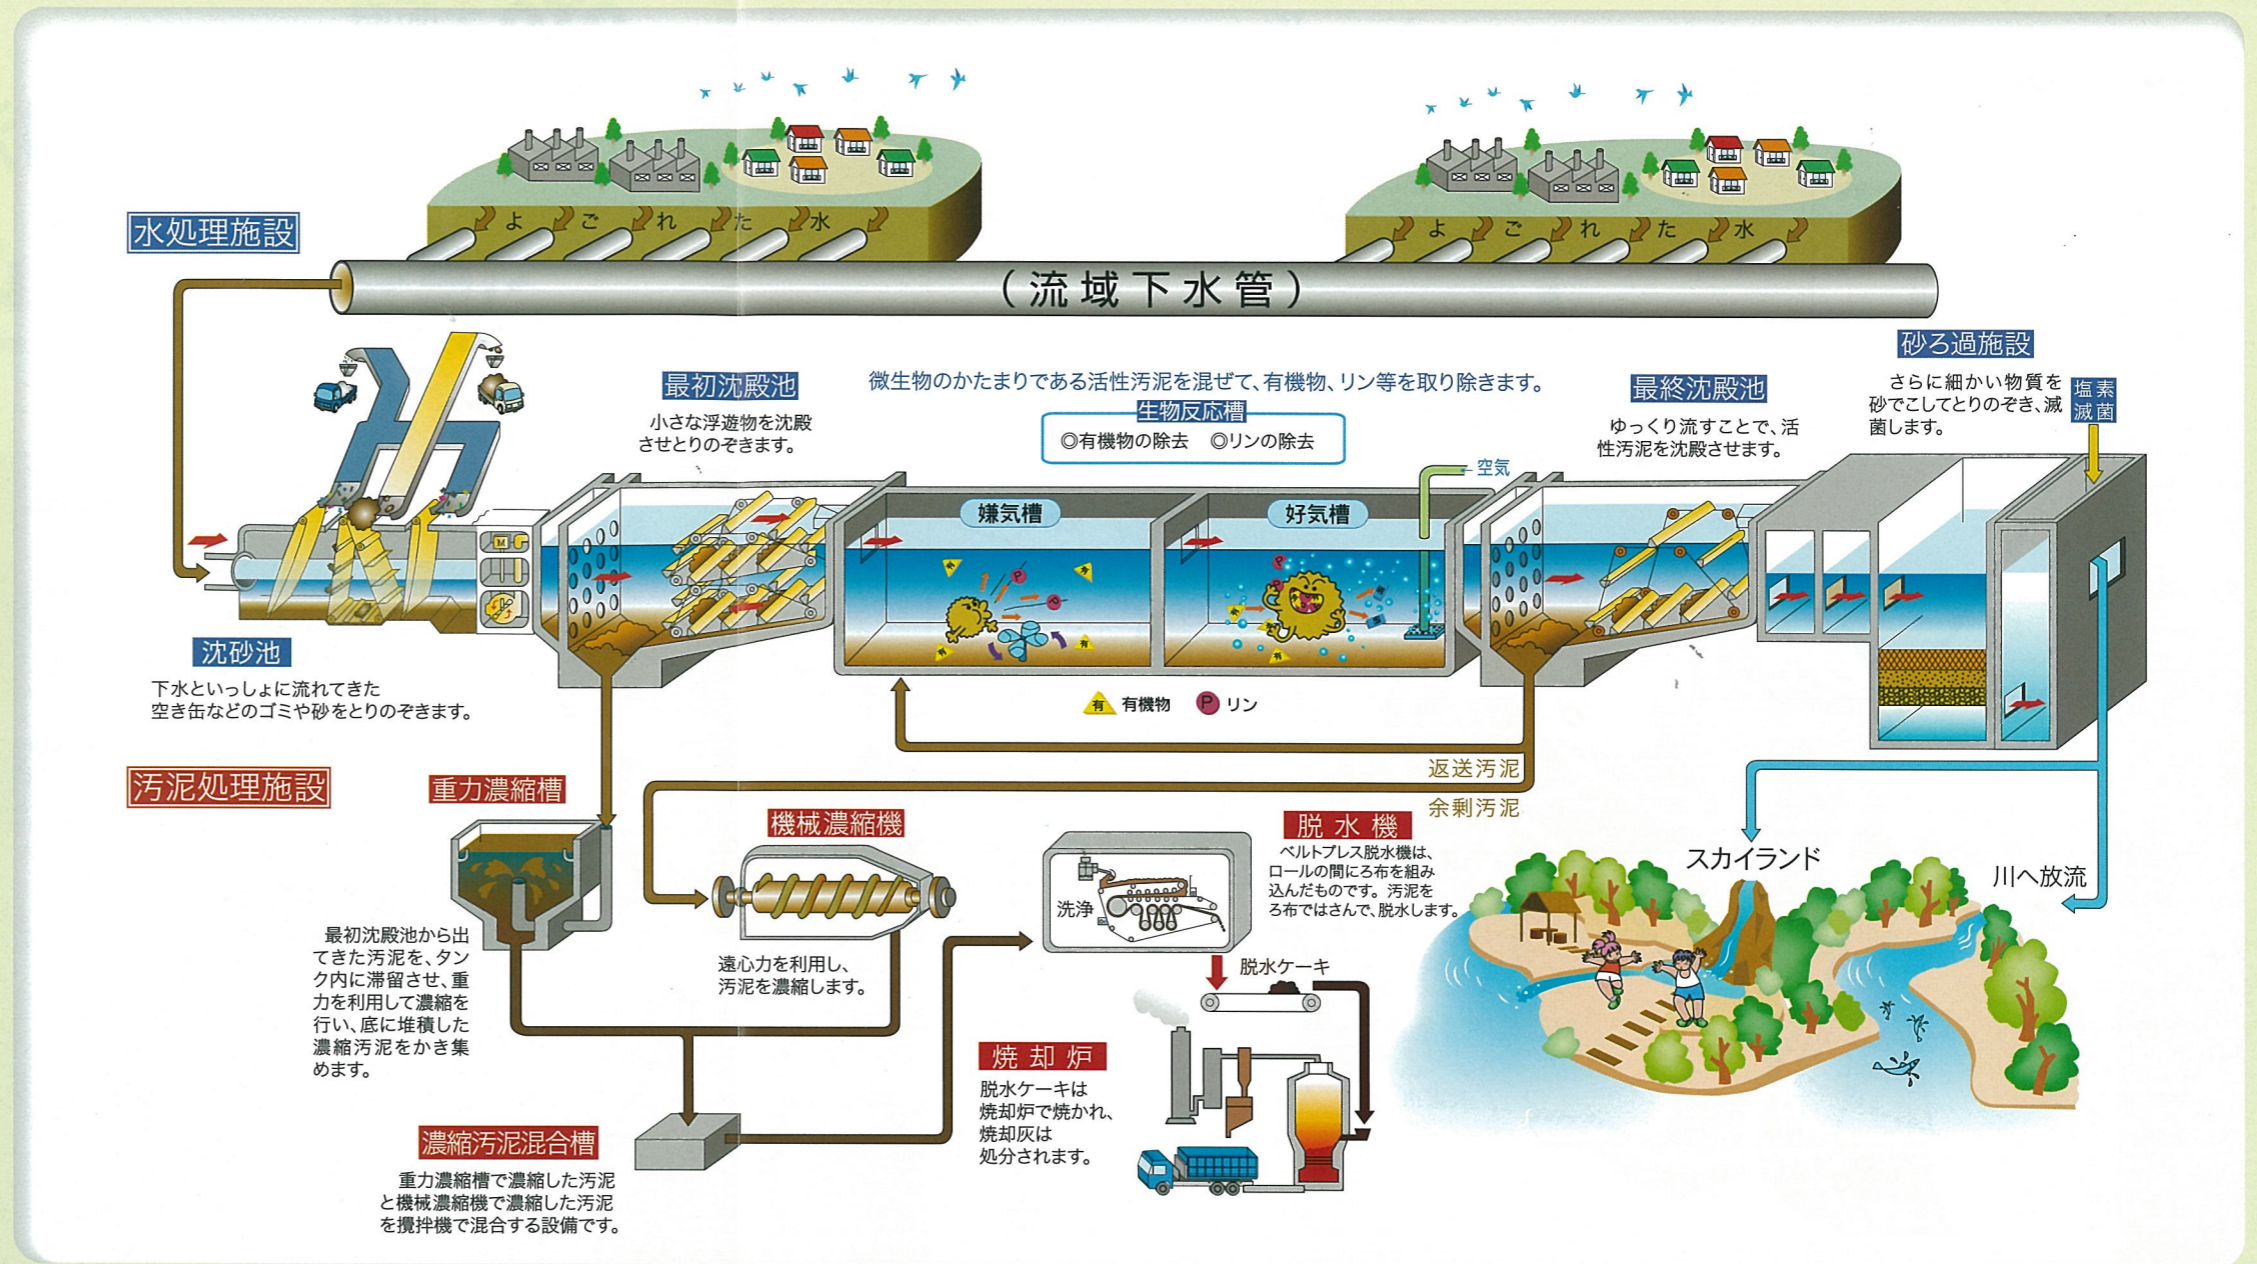 水処理施設
よごれた水
よごれた水
（流域下水管）
沈砂池
下水といっしょに流れてきた
空き缶などのゴミや砂をとりのぞきます。
M
最初沈殿池
小さな浮遊物を沈殿
させとりのぞきます。
微生物のかたまりである活性汚泥を混ぜて、有機物、リン等を取り除きます。
生物反応槽
◎有機物の除去　◎リンの除去
空気
嫌気槽
有
P
有
P
有
有
好気槽
P
有
有
有 有機物　P リン
最終沈殿池
ゆっくり流すことで、活
性汚泥を沈殿させます。
砂ろ過施設
さらに細かい物質を
砂でこしてとりのぞき、滅
菌します。
塩素
滅菌
返送汚泥
余剰汚泥
汚泥処理施設
重力濃縮槽
最初沈殿池から出
てきた汚泥を、タン
ク内に滞留させ、重
力を利用して濃縮を
行い、底に堆積した
濃縮汚泥をかき集
めます。
機械濃縮機
遠心力を利用し、
汚泥を濃縮します。
濃縮汚泥混合槽
重力濃縮槽で濃縮した汚泥
と機械濃縮機で濃縮した汚泥
を攪拌機で混合する設備です。
脱水機
ベルトプレス脱水機は、
ロールの間にろ布を組み
込んだものです。汚泥を
ろ布ではさんで、脱水します。
洗浄
脱水ケーキ
焼却炉
脱水ケーキは
焼却炉で焼かれ、
焼却灰は
処分されます。
スカイランド
川へ放流